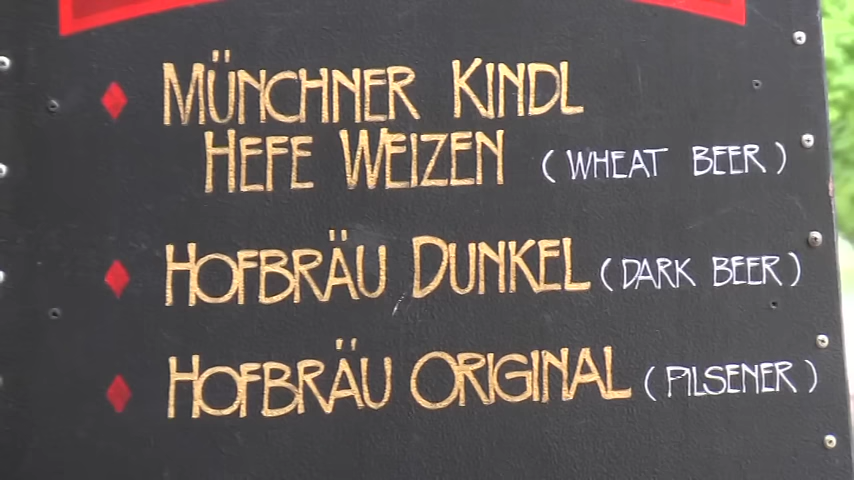 MÜNCHNER KINDL
HEFE WEIZEN (WHEAT BEER)
HOFBRÄU DUNKEL (DARK BEER)
HOFBRÄU ORIGINAL (PILSENER)